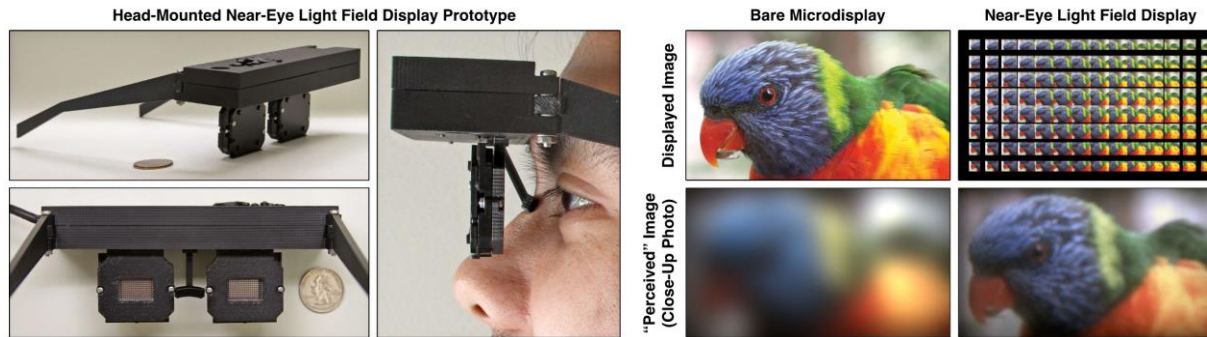 Head-Mounted Near-Eye Light Field Display Prototype
Bare Microdisplay
Near-Eye Light Field Display
Displayed Image
"Perceived" Image
(Close-Up Photo)